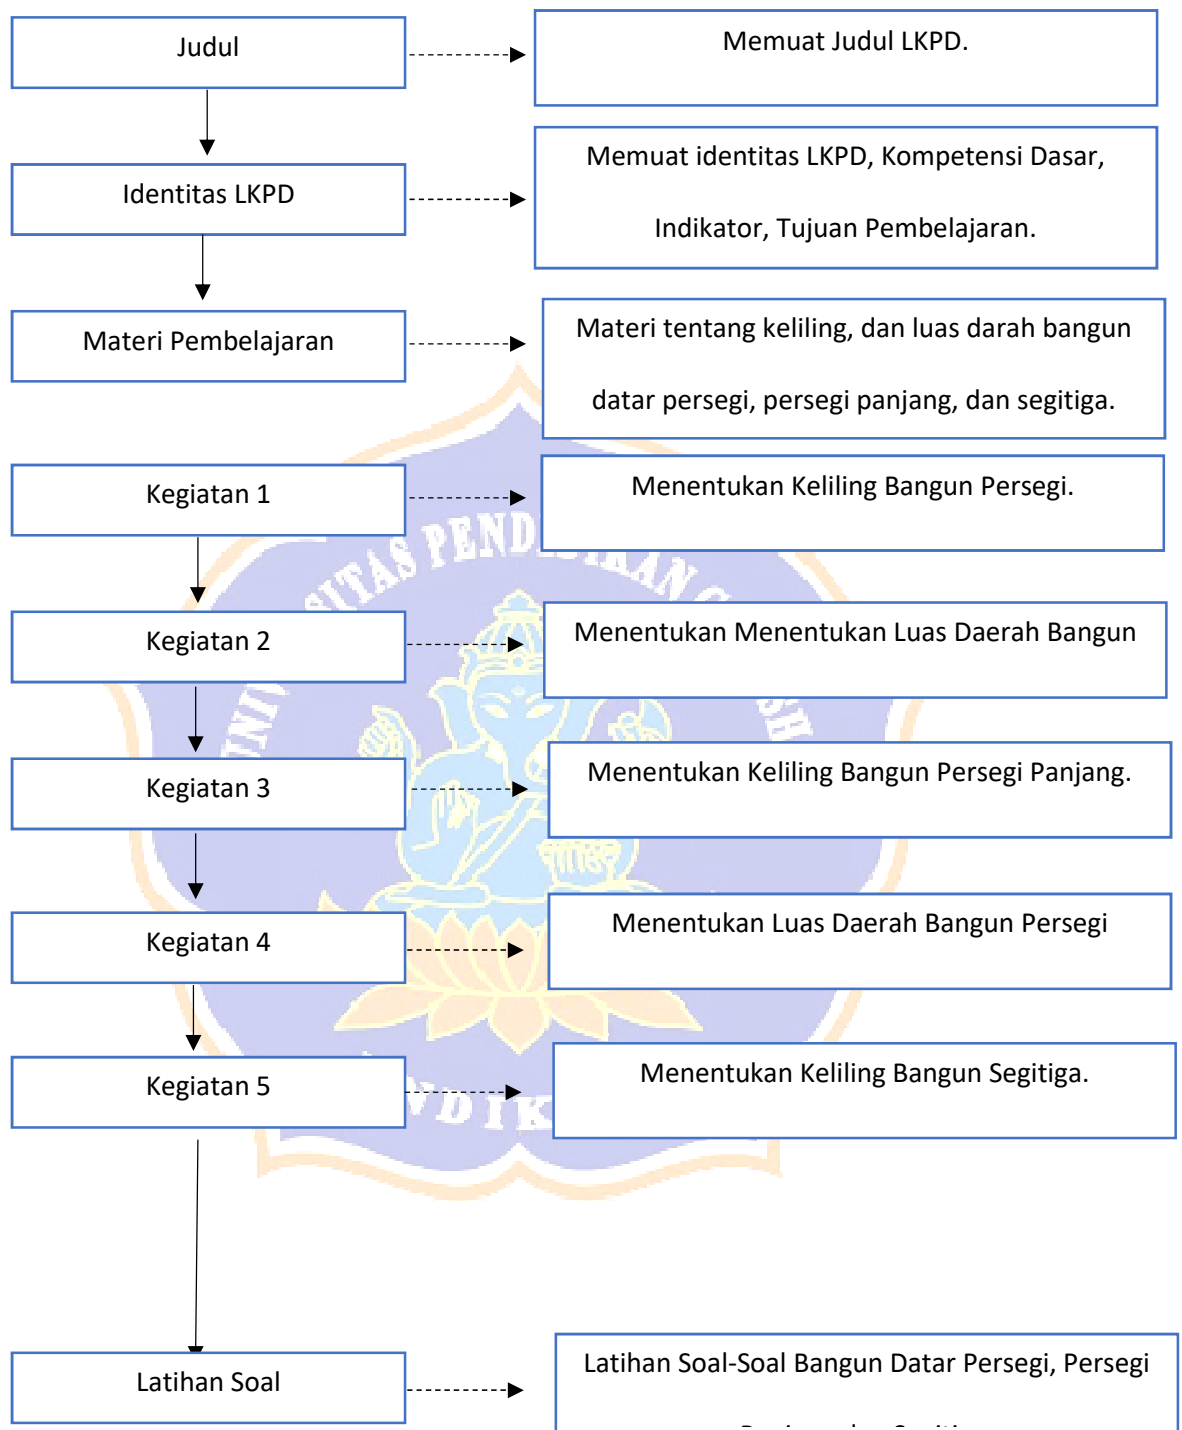 Judul
Memuat Judul LKPD.
Identitas LKPD
Memuat identitas LKPD, Kompetensi Dasar,
Indikator, Tujuan Pembelajaran.
Materi Pembelajaran
Materi tentang keliling, dan luas darah bangun
datar persegi, persegi panjang, dan segitiga.
Kegiatan 1
Menentukan Keliling Bangun Persegi.
Kegiatan 2
Menentukan Menentukan Luas Daerah Bangun
Kegiatan 3
Menentukan Keliling Bangun Persegi Panjang.
Kegiatan 4
Menentukan Luas Daerah Bangun Persegi
Kegiatan 5
Menentukan Keliling Bangun Segitiga.
Latihan Soal
Latihan Soal-Soal Bangun Datar Persegi, Persegi